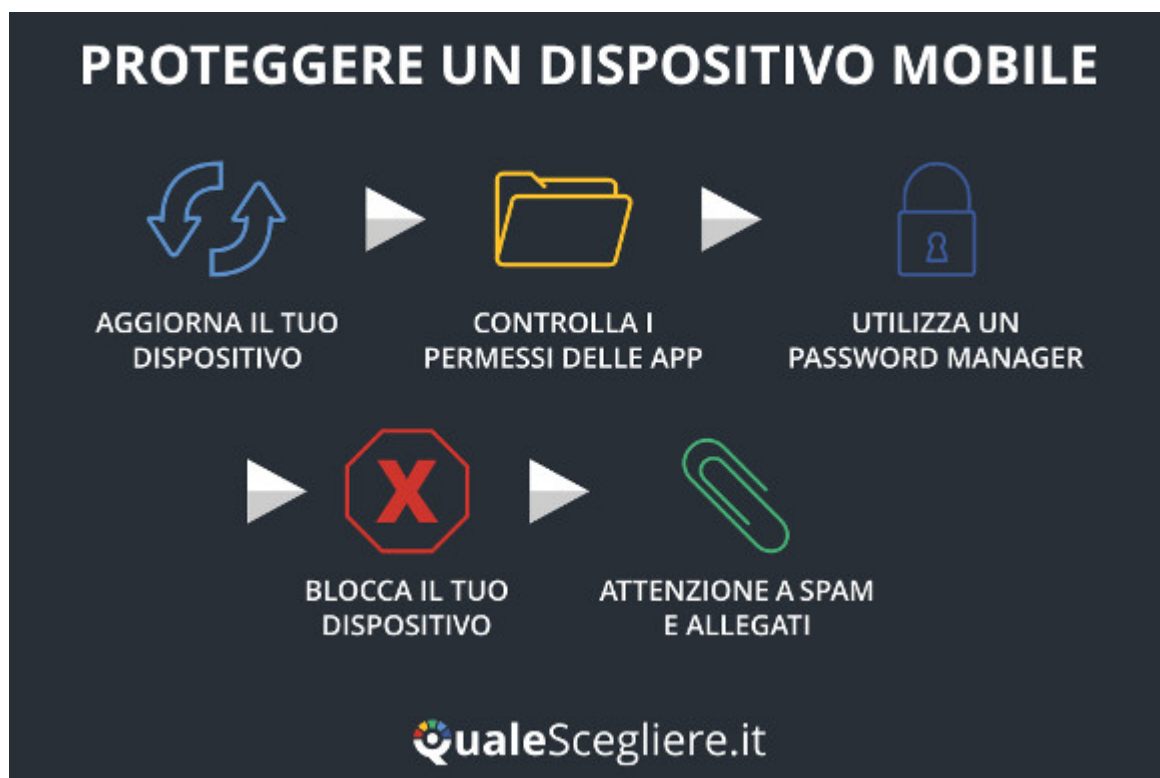 PROTEGGERE UN DISPOSITIVO MOBILE
AGGIORNA IL TUO
DISPOSITIVO
CONTROLLA I
PERMESSI DELLE APP
UTILIZZA UN
PASSWORD MANAGER
X
BLOCCA IL TUO
DISPOSITIVO
ATTENZIONE A SPAM
E ALLEGATI
QualeScegliere.it